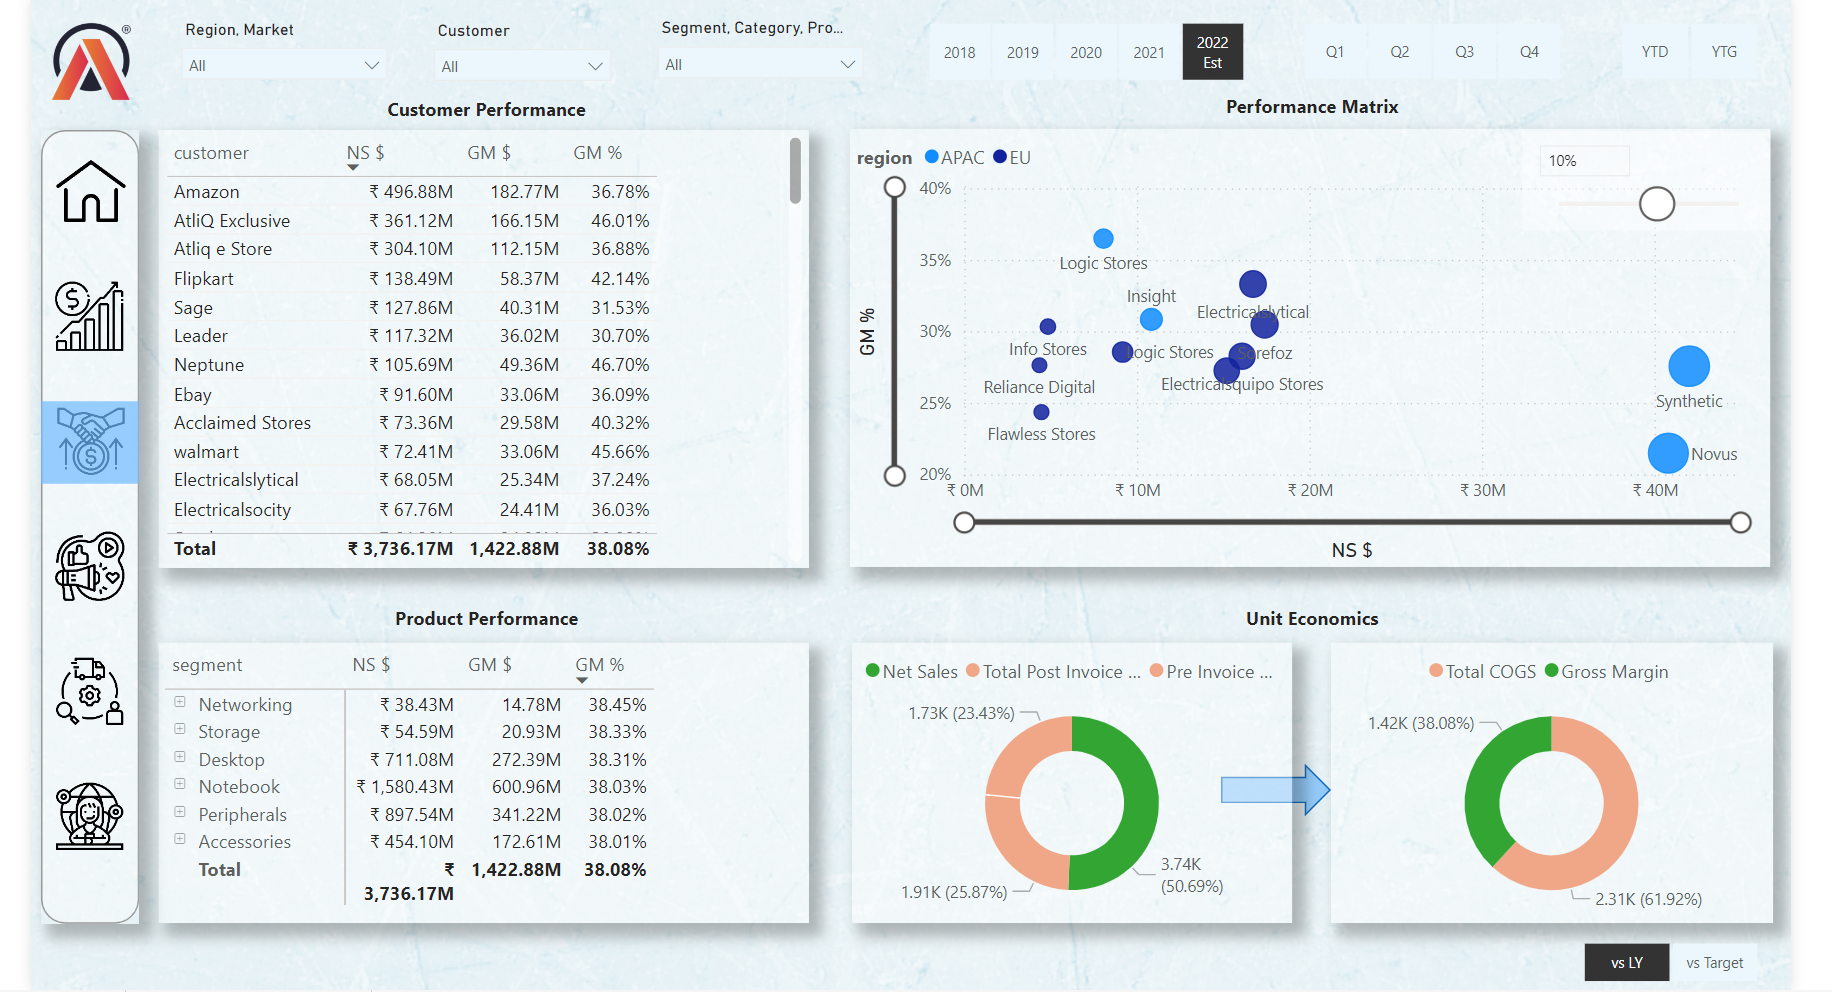 ®
Region, Market
All
Customer
All
Segment, Category, Pro...
All
2018
2019
2020
2021
2022
Est
Q1
Q2
Q3
Q4
YTD
YTG
Customer Performance
customer NS $ GM $ GM %
Amazon ₹ 496.88M 182.77M 36.78%
AtliQ Exclusive ₹ 361.12M 166.15M 46.01%
Atliq e Store ₹ 304.10M 112.15M 36.88%
Flipkart ₹ 138.49M 58.37M 42.14%
Sage ₹ 127.86M 40.31M 31.53%
Leader ₹ 117.32M 36.02M 30.70%
Neptune ₹ 105.69M 49.36M 46.70%
Ebay ₹ 91.60M 33.06M 36.09%
Acclaimed Stores ₹ 73.36M 29.58M 40.32%
walmart ₹ 72.41M 33.06M 45.66%
Electricalslytical ₹ 68.05M 25.34M 37.24%
Electricalsocity ₹ 67.76M 24.41M 36.03%
Total ₹ 3,736.17M 1,422.88M 38.08%
Performance Matrix
region APAC EU
10%
GM %
40%
35%
30%
25%
20%
Logic Stores
Insight
Electricalslytical
Info Stores
Logic Stores
Sorefoz
Reliance Digital
Electricalsquipo Stores
Synthetic
Flawless Stores
Novus
₹ 0M
₹ 10M
₹ 20M
₹ 30M
₹ 40M
NS $
Product Performance
segment NS $ GM $ GM %
Networking ₹ 38.43M 14.78M 38.45%
Storage ₹ 54.59M 20.93M 38.33%
Desktop ₹ 711.08M 272.39M 38.31%
Notebook ₹ 1,580.43M 600.96M 38.03%
Peripherals ₹ 897.54M 341.22M 38.02%
Accessories ₹ 454.10M 172.61M 38.01%
Total ₹ 1,422.88M 38.08%
3,736.17M
Unit Economics
Net Sales Total Post Invoice ... Pre Invoice ...
1.73K (23.43%)
3.74K
(50.69%)
1.91K (25.87%)
Total COGS Gross Margin
1.42K (38.08%)
2.31K (61.92%)
vs LY
vs Target